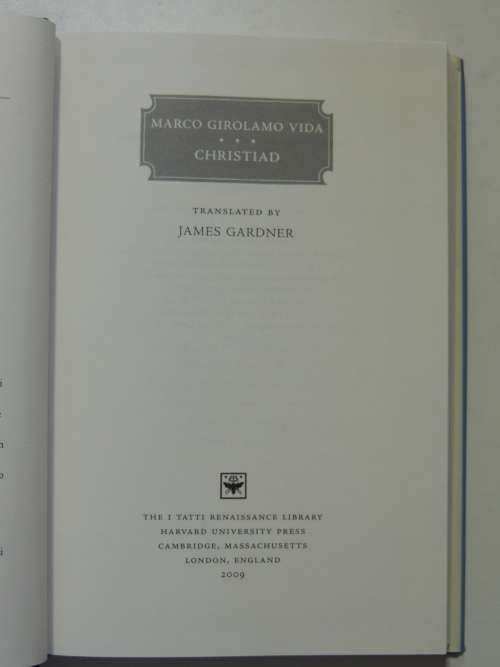 MARCO GIROLAMO VIDA
CHRISTIAD
TRANSLATED BY
JAMES GARDNER
THE I TATTI RENAISSANCE LIBRARY
HARVARD UNIVERSITY PRESS
CAMBRIDGE, MASSACHUSETTS
LONDON, ENGLAND
2009